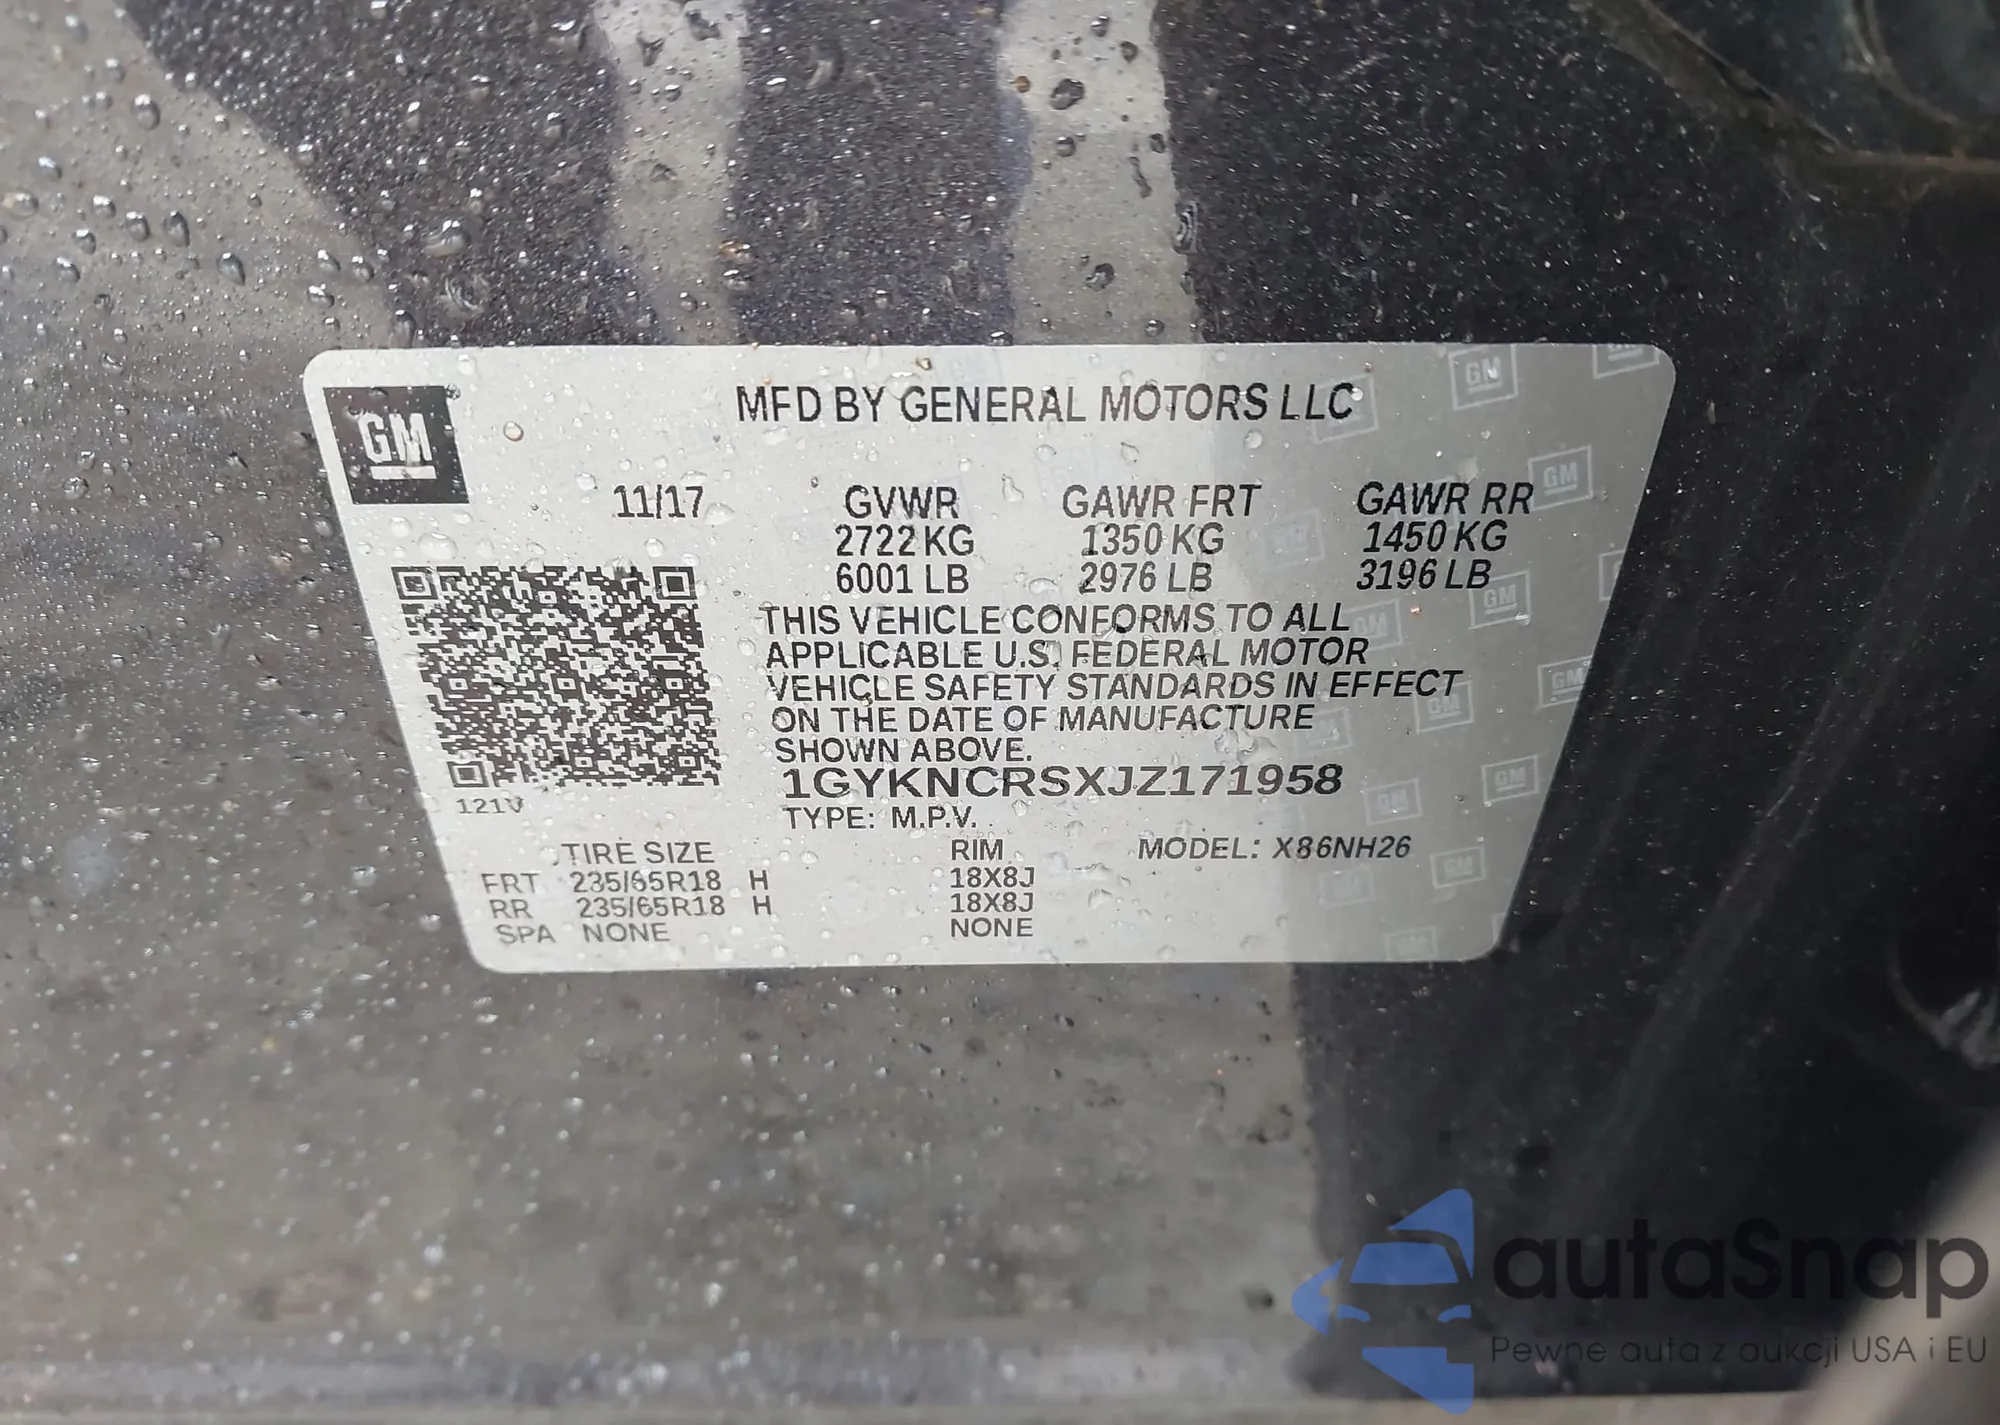 GM
MFD BY GENERAL MOTORS LLC
11/17 GVWR GAWR FRT GAWR RR
2722 KG 1350 KG 1450 KG
6001 LB 2976 LB 3196 LB
THIS VEHICLE CONFORMS TO ALL
APPLICABLE U.S. FEDERAL MOTOR
VEHICLE SAFETY STANDARDS IN EFFECT
ON THE DATE OF MANUFACTURE
SHOWN ABOVE.
1GYKNCRSXJZ171958
121V
TYPE: M.P.V.
TIRE SIZE RIM MODEL: X86NH26
FRT 235/65R18 H 18X8J
RR 235/65R18 H 18X8J
SPA NONE NONE
autaSnap
Pewne auta z aukcji USA i EU